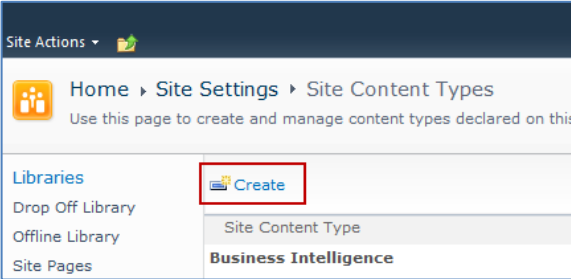 Site Actions
Home Site Settings Site Content Types
Use this page to create and manage content types declared on this
Libraries
Drop Off Library
Offline Library
Site Pages
Create
Site Content Type
Business Intelligence